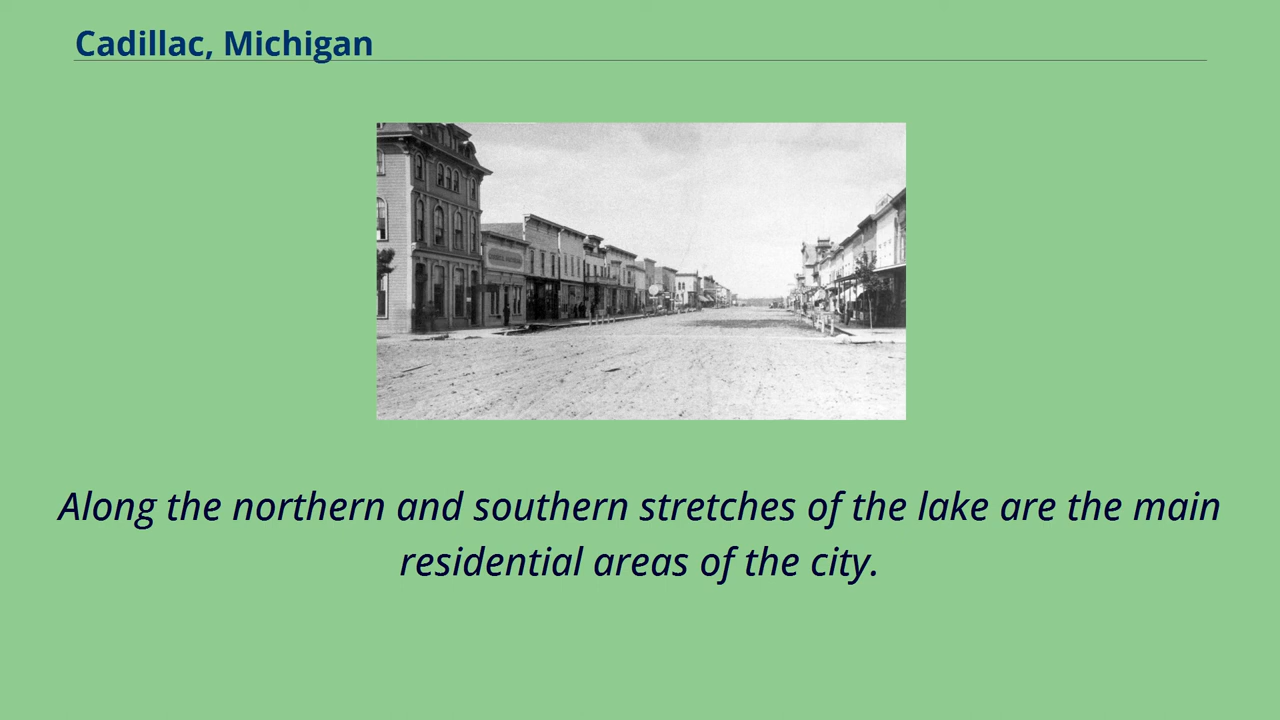 Cadillac, Michigan
Along the northern and southern stretches of the lake are the main
residential areas of the city.